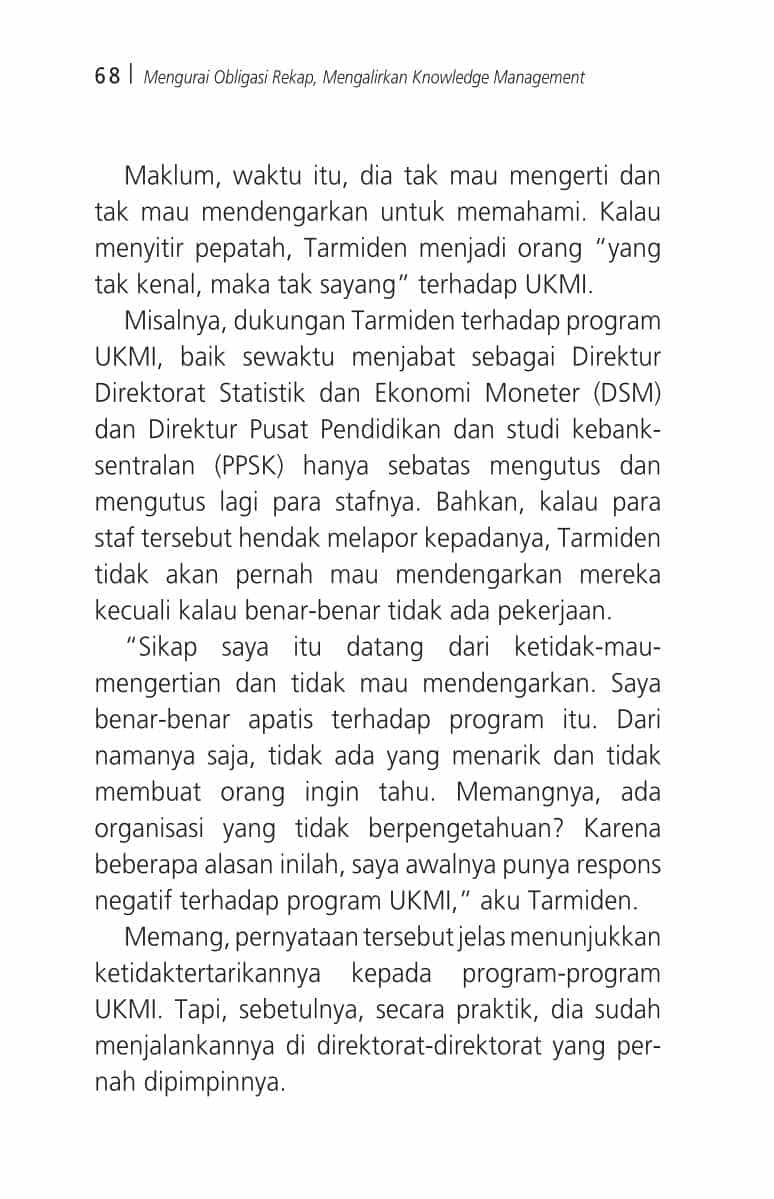 68 | Mengurai Obligasi Rekap, Mengalirkan Knowledge Management
Maklum, waktu itu, dia tak mau mengerti dan
tak mau mendengarkan untuk memahami. Kalau
menyitir pepatah, Tarmiden menjadi orang “yang
tak kenal, maka tak sayang” terhadap UKMI.
Misalnya, dukungan Tarmiden terhadap program
UKMI, baik sewaktu menjabat sebagai Direktur
Direktorat Statistik dan Ekonomi Moneter (DSM)
dan Direktur Pusat Pendidikan dan studi kebank-
sentralan (PPSK) hanya sebatas mengutus dan
mengutus lagi para stafnya. Bahkan, kalau para
staf tersebut hendak melapor kepadanya, Tarmiden
tidak akan pernah mau mendengarkan mereka
kecuali kalau benar-benar tidak ada pekerjaan.
“Sikap saya itu datang dari ketidak-mau-
mengertian dan tidak mau mendengarkan. Saya
benar-benar apatis terhadap program itu. Dari
namanya saja, tidak ada yang menarik dan tidak
membuat orang ingin tahu. Memangnya, ada
organisasi yang tidak berpengetahuan? Karena
beberapa alasan inilah, saya awalnya punya respons
negatif terhadap program UKMI,” aku Tarmiden.
Memang, pernyataan tersebut jelas menunjukkan
ketidaktertarikannya kepada program-program
UKMI. Tapi, sebetulnya, secara praktik, dia sudah
menjalankannya di direktorat-direktorat yang per-
nah dipimpinnya.